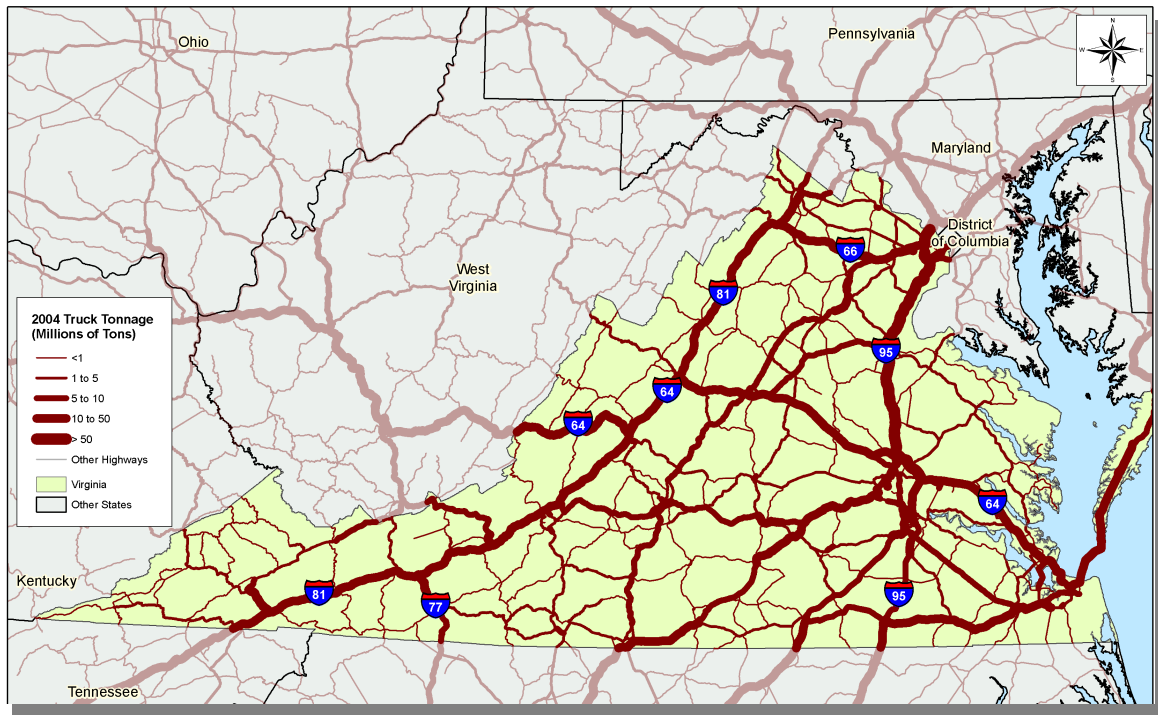 Ohio
Pennsylvania
N
W
E
S
Maryland
District
of Columbia
66
West
Virginia
81
95
64
64
2004 Truck Tonnage
(Millions of Tons)
<1
1 to 5
5 to 10
10 to 50
> 50
Other Highways
Virginia
Other States
64
Kentucky
81
77
95
Tennessee